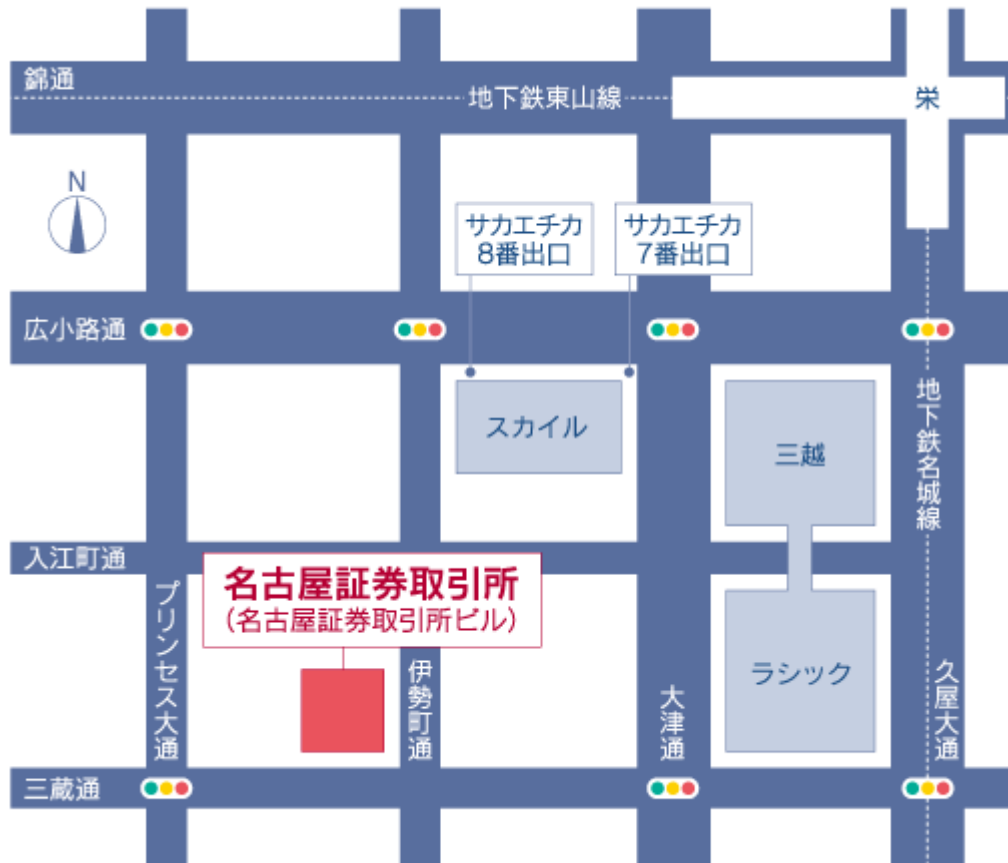 錦通
地下鉄東山線
栄
N
サカエチカ
8番出口
サカエチカ
7番出口
広小路通
スカイル
三越
地下鉄名城線
入江町通
名古屋証券取引所
(名古屋証券取引所ビル)
プリンセス大通
伊勢町通
大津通
ラシック
久屋大通
三蔵通